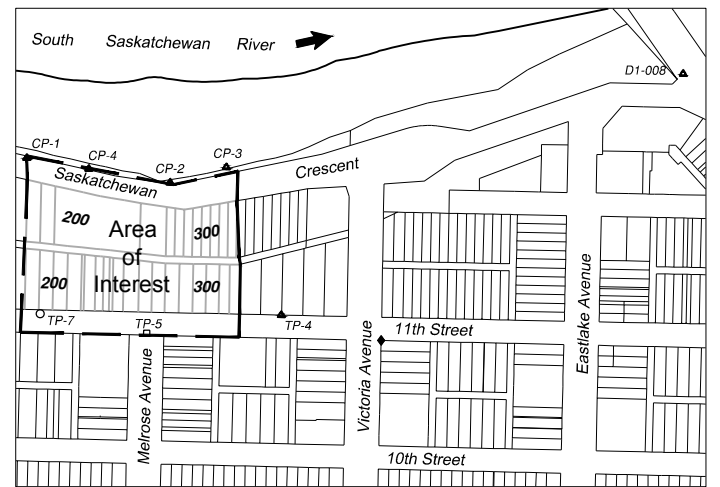 South Saskatchewan River
D1-008
CP-1
CP-4
CP-2
CP-3
Saskatchewan
Crescent
200
Area
of
Interest
300
200
300
TP-7
TP-5
TP-4
11th Street
Melrose Avenue
Victoria Avenue
Eastlake Avenue
10th Street